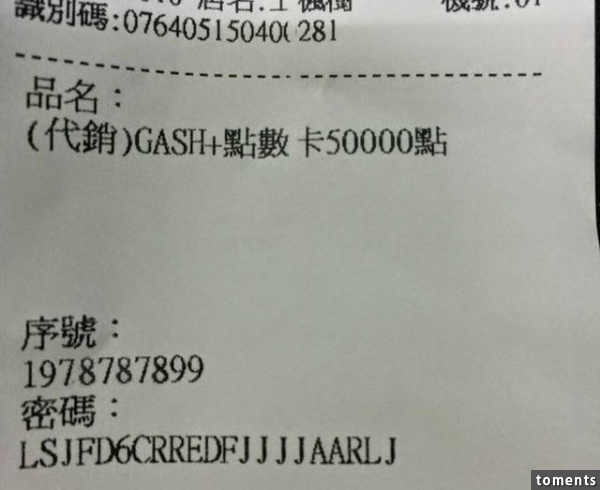 識別碼:07640515040(281
品名:
(代銷)GASH+點數 卡50000點
序號:
1978787899
密碼:
LSJFD6CRREDFJJJJAARLJ
toments